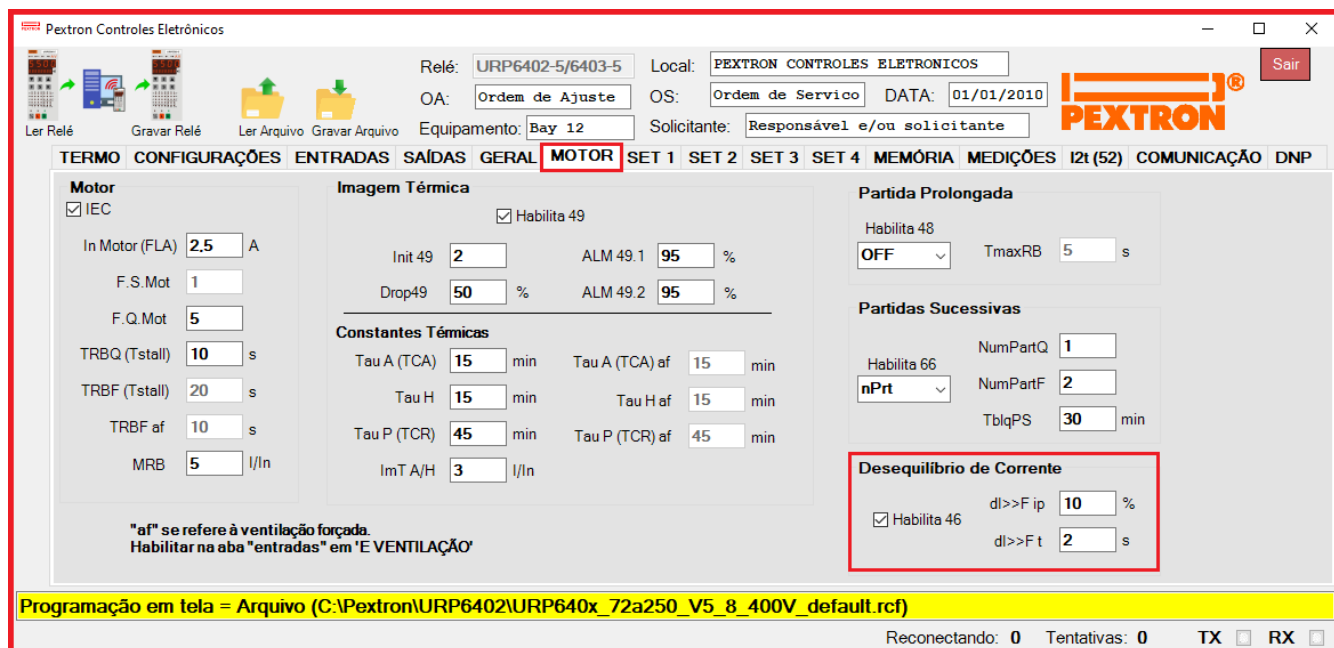 PEXTRON Pextron Controles Eletrônicos
Relé: URP6402-5/6403-5 Local: PEXTRON CONTROLES ELETRONICOS Sair
OA: Ordem de Ajuste OS: Ordem de Servico DATA: 01/01/2010
Ler Relé Gravar Relé Ler Arquivo Gravar Arquivo Equipamento: Bay 12 Solicitante: Responsável e/ou solicitante
PEXTRON ®
TERMO CONFIGURAÇÕES ENTRADAS SAÍDAS GERAL MOTOR SET 1 SET 2 SET 3 SET 4 MEMÓRIA MEDIÇÕES I2t (52) COMUNICAÇÃO DNP
Motor
IEC
In Motor (FLA) 2,5 A
F.S.Mot 1
F.Q.Mot 5
TRBQ (Tstall) 10 s
TRBF (Tstall) 20 s
TRBF af 10 s
MRB 5 I/In
"af" se refere à ventilação forçada.
Habilitar na aba "entradas" em 'E VENTILAÇÃO'
Imagem Térmica
Habilita 49
Init 49 2 ALM 49.1 95 %
Drop49 50 % ALM 49.2 95 %
Constantes Térmicas
Tau A (TCA) 15 min Tau A (TCA) af 15 min
Tau H 15 min Tau H af 15 min
Tau P (TCR) 45 min Tau P (TCR) af 45 min
ImT A/H 3 I/In
Partida Prolongada
Habilita 48
OFF TmaxRB 5 s
Partidas Sucessivas
NumPartQ 1
Habilita 66
nPrt NumPartF 2
TblqPS 30 min
Desequilíbrio de Corrente
dI>>F ip 10 %
Habilita 46
dI>>F t 2 s
Programação em tela = Arquivo (C:\Pextron\URP6402\URP640x_72a250_V5_8_400V_default.rcf)
Reconectando: 0 Tentativas: 0 TX RX